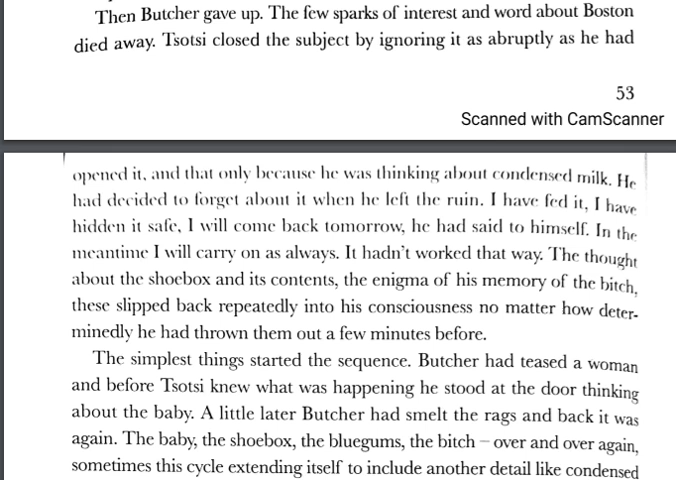 Then Butcher gave up. The few sparks of interest and word about Boston
died away. Tsotsi closed the subject by ignoring it as abruptly as he had
53
Scanned with CamScanner
opened it, and that only because he was thinking about condensed milk. He
had decided to forget about it when he left the ruin. I have fed it, I have
hidden it safe, I will come back tomorrow, he had said to himself. In the
meantime I will carry on as always. It hadn't worked that way. The thought
about the shoebox and its contents, the enigma of his memory of the bitch,
these slipped back repeatedly into his consciousness no matter how deter-
minedly he had thrown them out a few minutes before.
The simplest things started the sequence. Butcher had teased a woman
and before Tsotsi knew what was happening he stood at the door thinking
about the baby. A little later Butcher had smelt the rags and back it was
again. The baby, the shoebox, the bluegums, the bitch – over and over again,
sometimes this cycle extending itself to include another detail like condensed